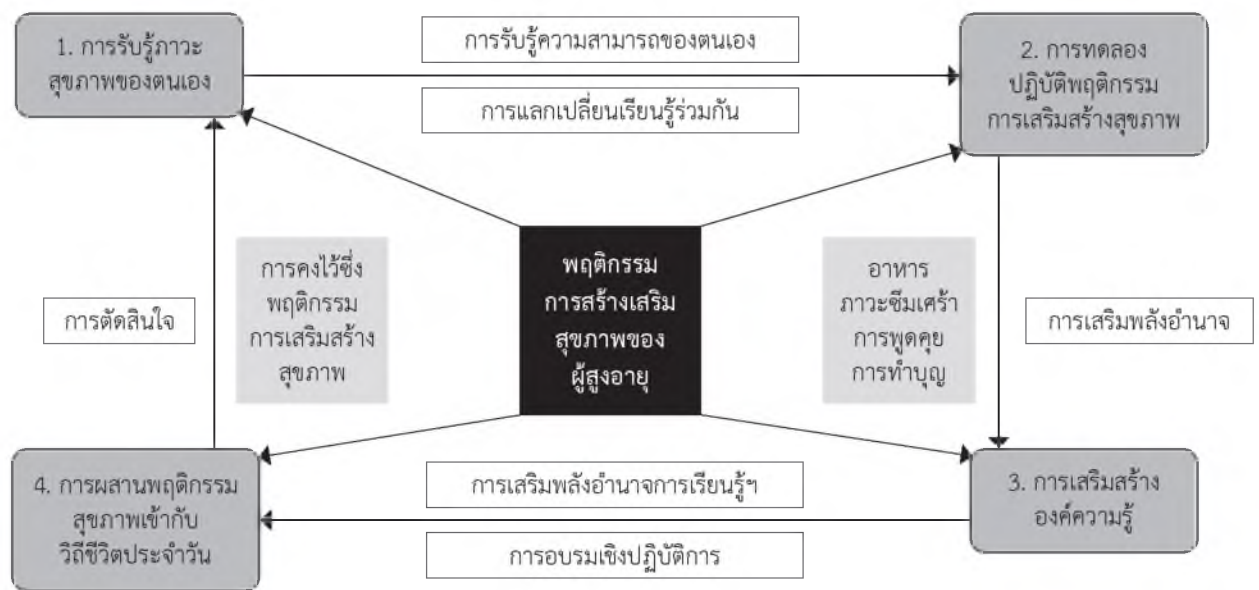 1. การรับรู้ภาวะ
สุขภาพของตนเอง
การรับรู้ความสามารถของตนเอง
การแลกเปลี่ยนเรียนรู้ร่วมกัน
2. การทดลอง
ปฏิบัติพฤติกรรม
การเสริมสร้างสุขภาพ
การตัดสินใจ
การคงไว้ซึ่ง
พฤติกรรม
การเสริมสร้าง
สุขภาพ
พฤติกรรม
การสร้างเสริม
สุขภาพของ
ผู้สูงอายุ
อาหาร
ภาวะซึมเศร้า
การพูดคุย
การทำบุญ
การเสริมพลังอำนาจ
4. การผสานพฤติกรรม
สุขภาพเข้ากับ
วิถีชีวิตประจำวัน
การเสริมพลังอำนาจการเรียนรู้ฯ
การอบรมเชิงปฏิบัติการ
3. การเสริมสร้าง
องค์ความรู้